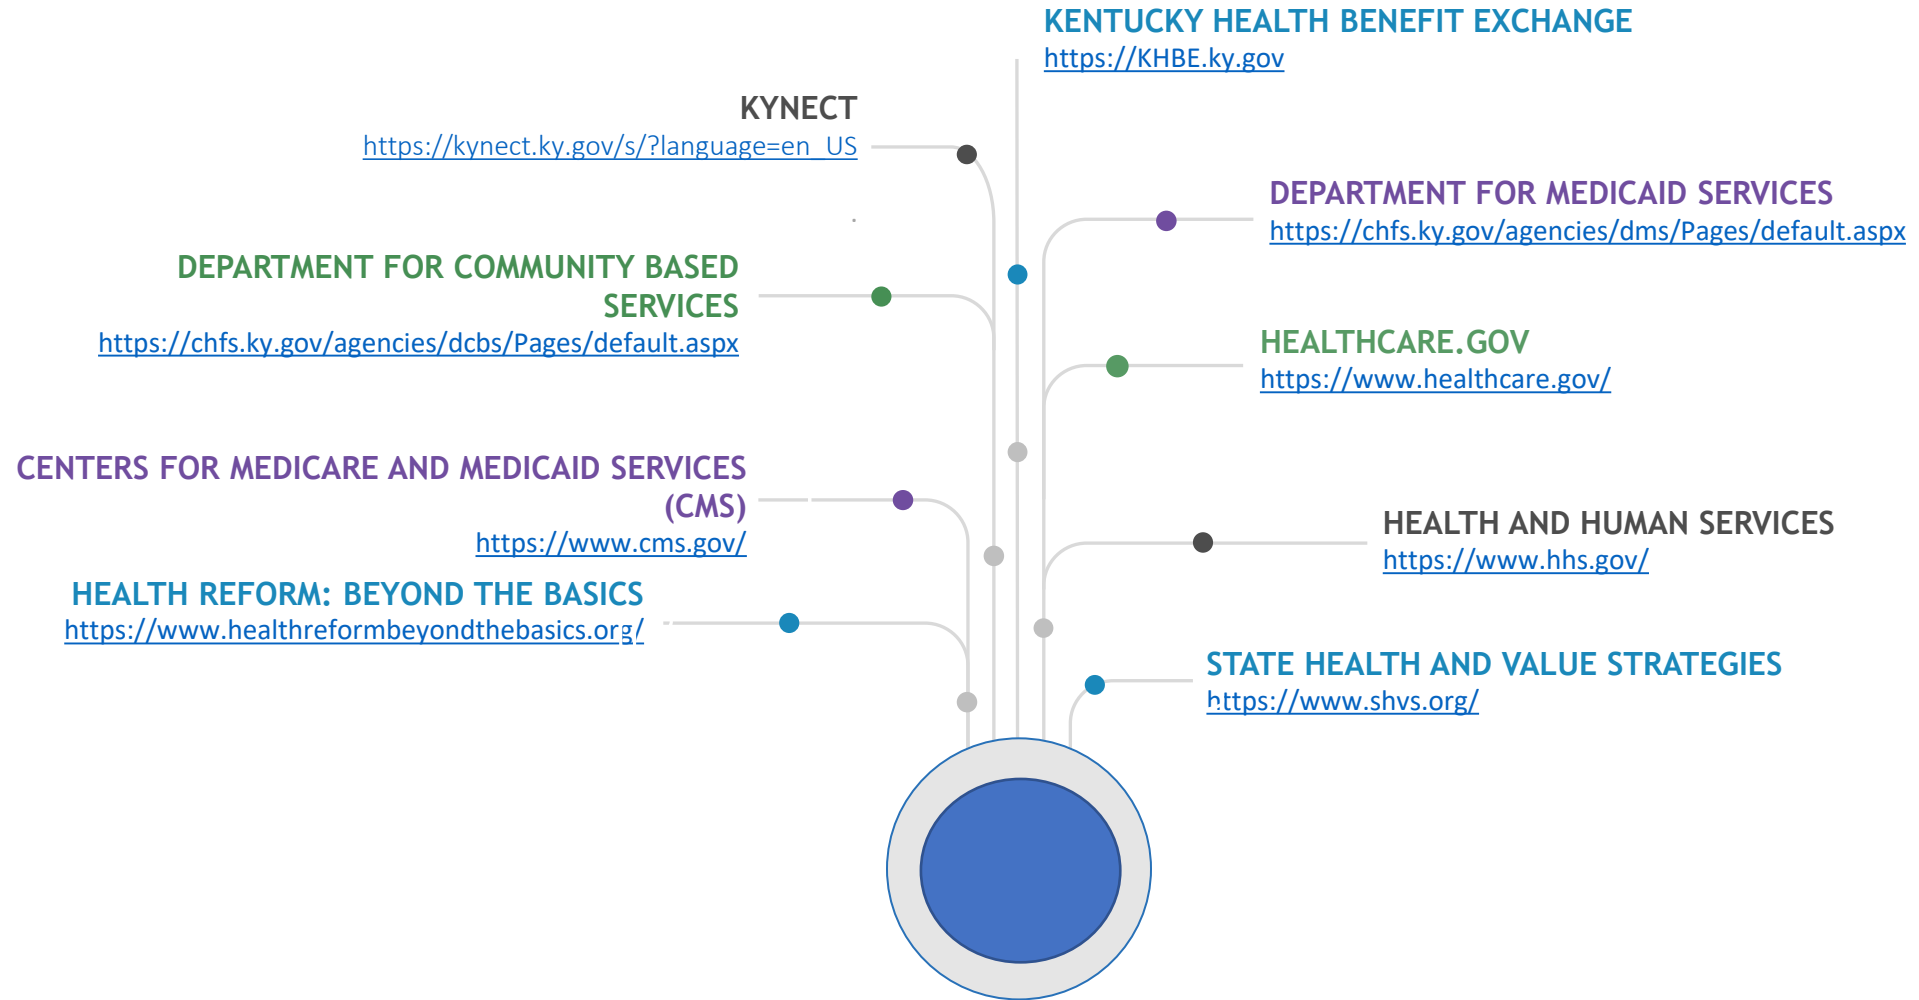 KENTUCKY HEALTH BENEFIT EXCHANGE
https://KHBE.ky.gov
KYNECT
https://kynect.ky.gov/s/?language=en_US
DEPARTMENT FOR MEDICAID SERVICES
https://chfs.ky.gov/agencies/dms/Pages/default.aspx
DEPARTMENT FOR COMMUNITY BASED
SERVICES
https://chfs.ky.gov/agencies/dcbs/Pages/default.aspx
HEALTHCARE.GOV
https://www.healthcare.gov/
CENTERS FOR MEDICARE AND MEDICAID SERVICES
(CMS)
https://www.cms.gov/
HEALTH AND HUMAN SERVICES
https://www.hhs.gov/
HEALTH REFORM: BEYOND THE BASICS
https://www.healthreformbeyondthebasics.org/
STATE HEALTH AND VALUE STRATEGIES
https://www.shvs.org/